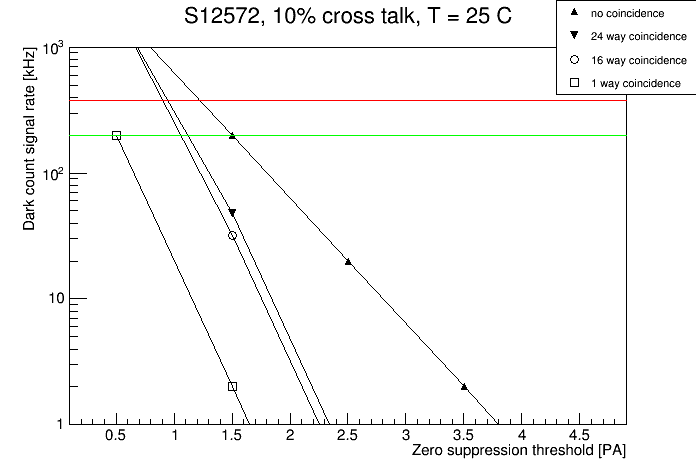 S12572, 10% cross talk, T = 25 C
no coincidence
24 way coincidence
16 way coincidence
1 way coincidence
Dark count signal rate [kHz]
10³
10²
10
1
0.5 1 1.5 2 2.5 3 3.5 4 4.5
Zero suppression threshold [PA]